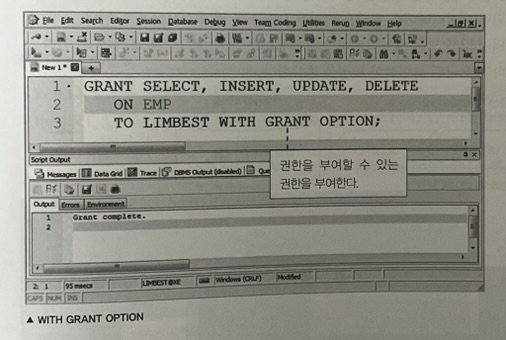 File Edit Search Editor Session Database Debug View Team Coding Utilities Rerun Window Help
New 1 *
1 GRANT SELECT, INSERT, UPDATE, DELETE
2 ON EMP
3 TO LIMBEST WITH GRANT OPTION;
권한을 부여할 수 있는
권한을 부여한다.
Script Output
Messages Data Grid Trace DBMS Output (disabled) Que
Output Errors Environment
1 Grant complete.
2
2: 1 95 msecs LIMBEST@XE Windows (CRLF) Modified
CAPS NUM INS
▲ WITH GRANT OPTION